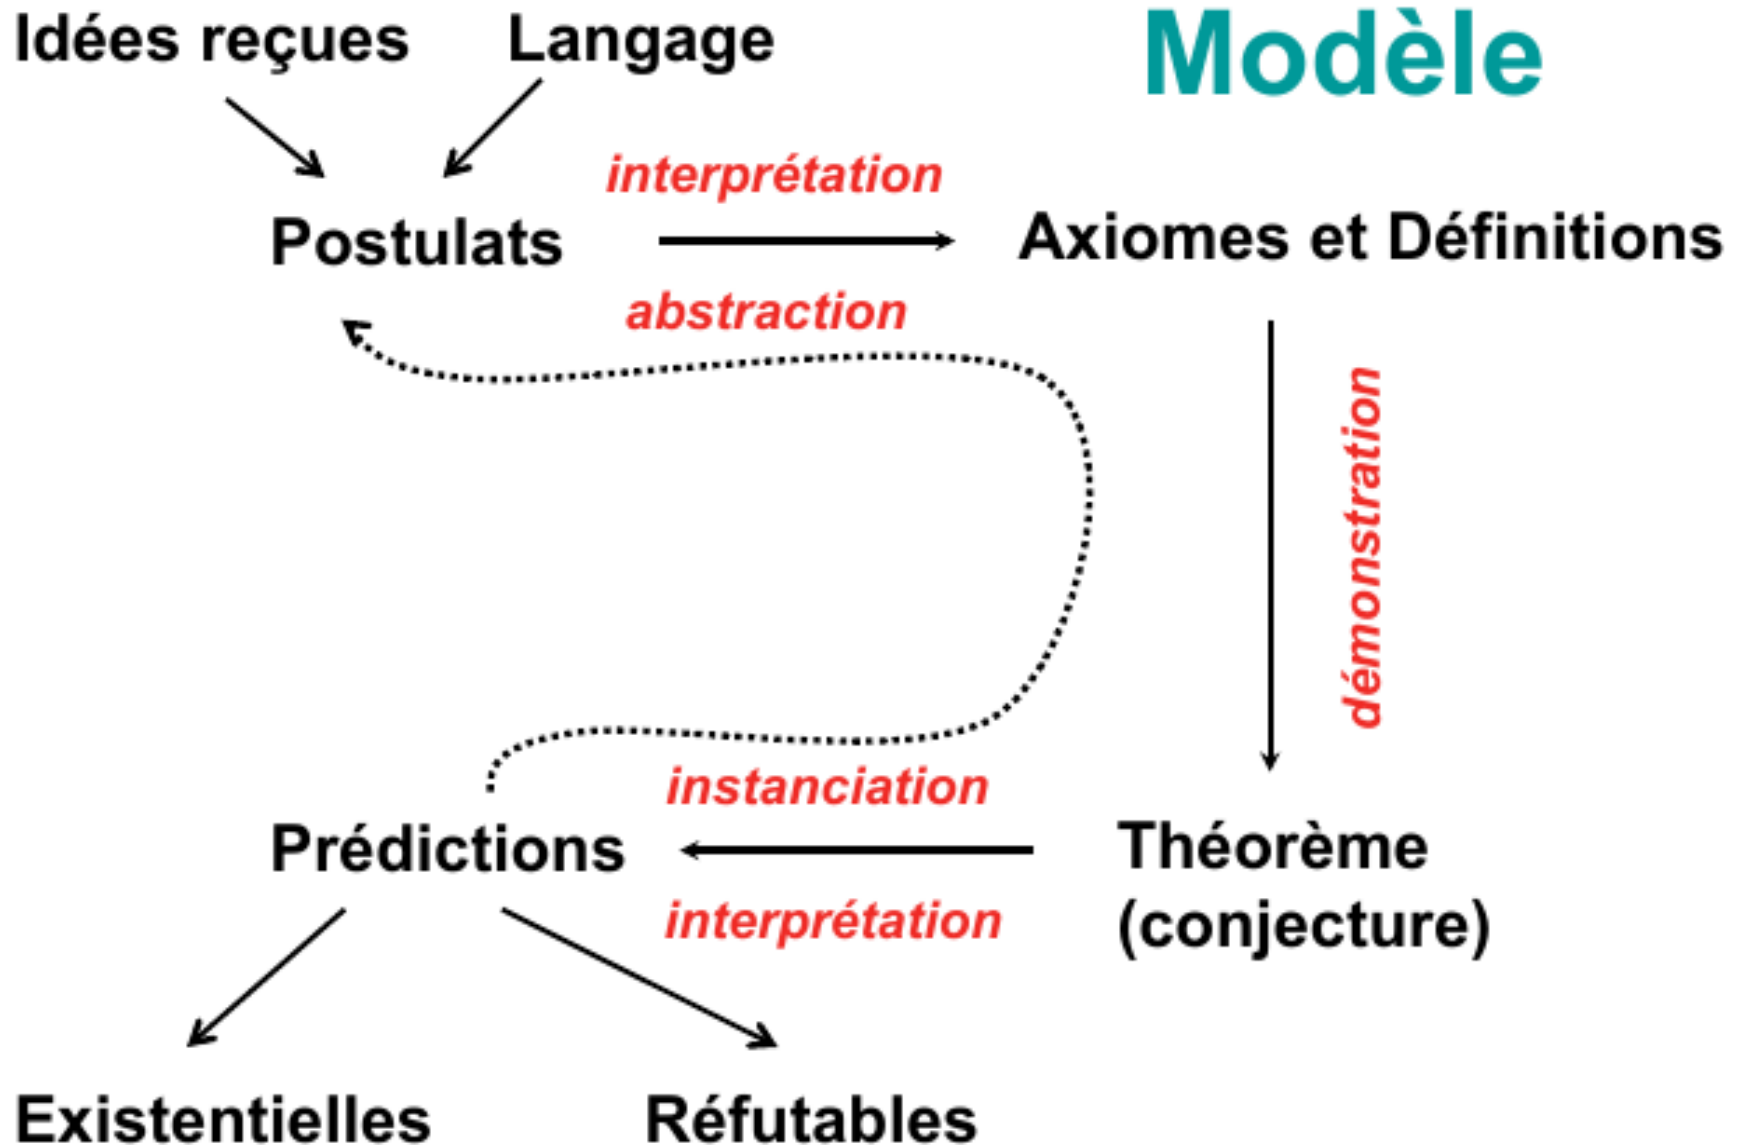 Idées reçues
Langage
Modèle
interprétation
Postulats
Axiomes et Définitions
abstraction
démonstration
instanciation
Prédictions
Théorème
(conjecture)
interprétation
Existentielles
Réfutables